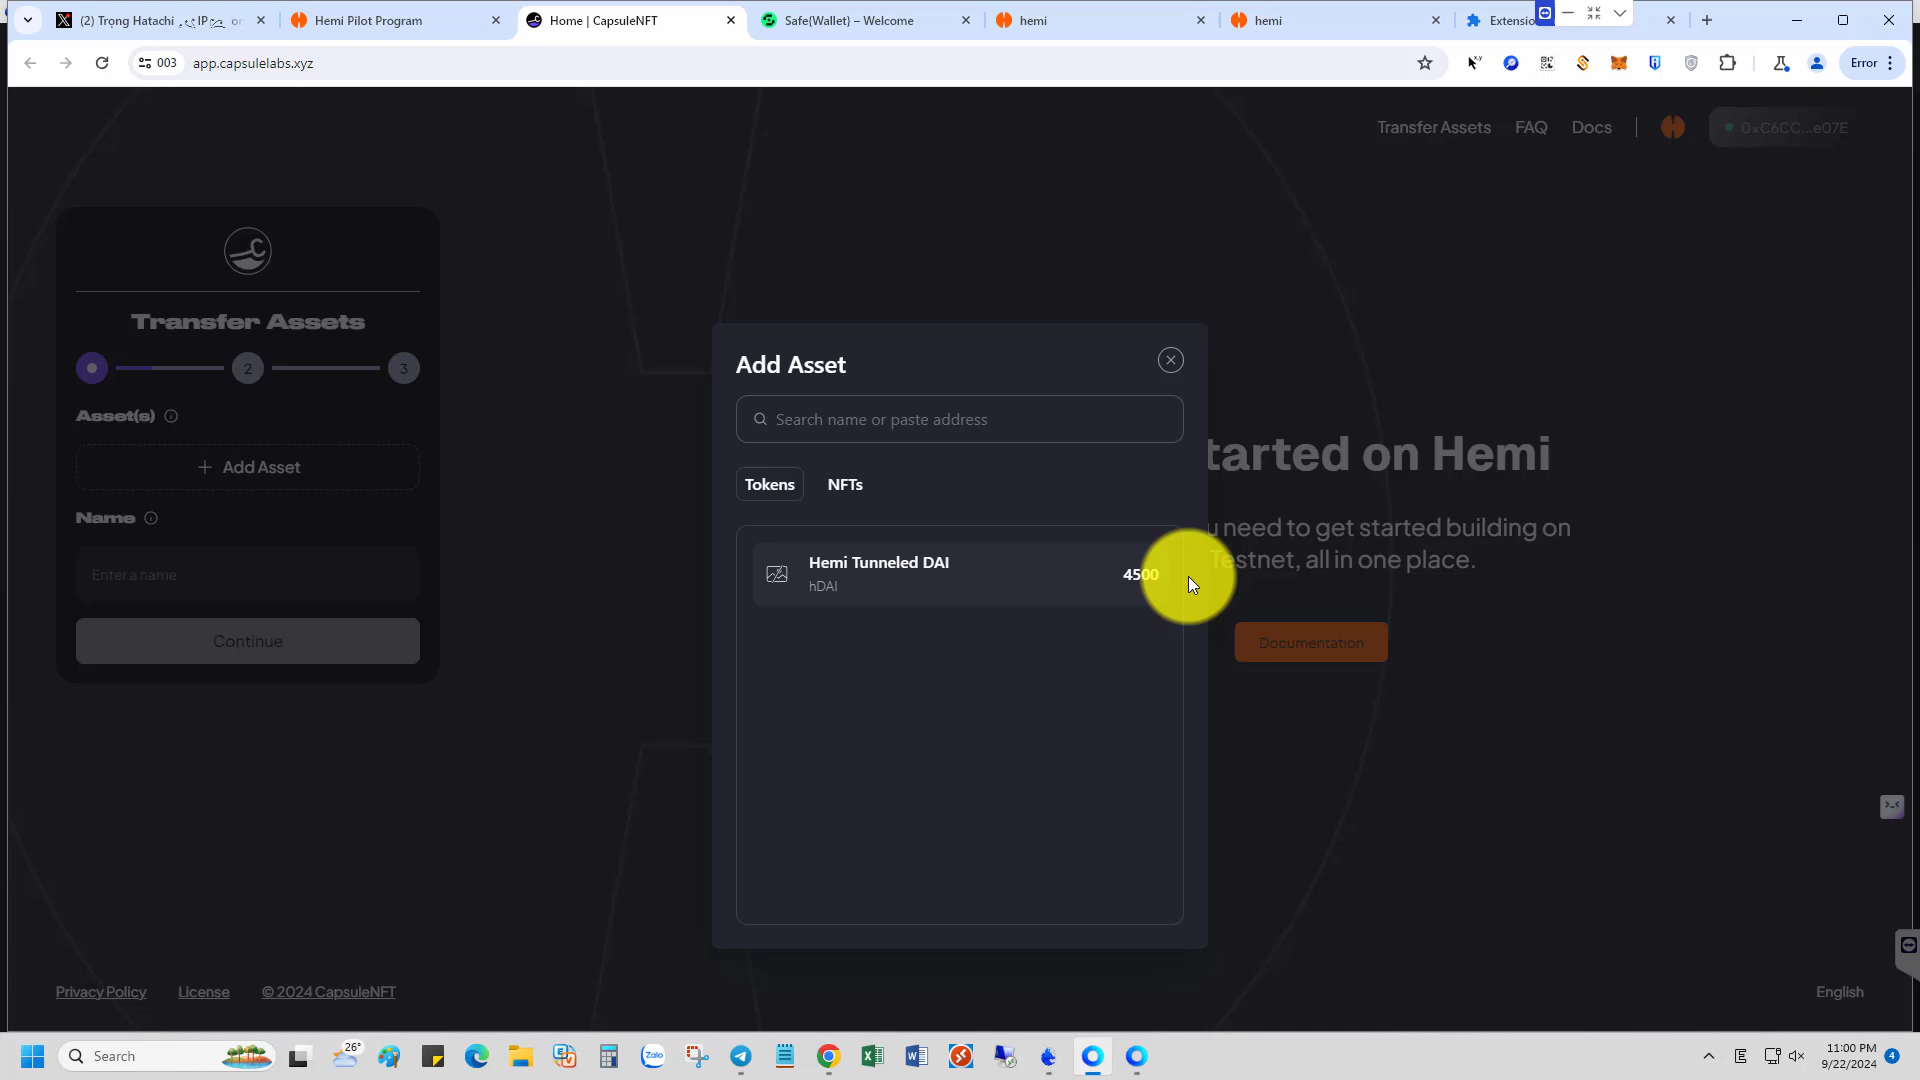 (2) Trọng Hatachi
Hemi Pilot Program
Home | CapsuleNFT
Safe{Wallet} – Welcome
hemi
hemi
Extensio
003
app.capsulelabs.xyz
Error
Transfer Assets
FAQ
Docs
0xC6CC...e07E
Transfer Assets
2
3
Asset(s)
+ Add Asset
Name
Enter a name
Continue
Add Asset
Search name or paste address
Tokens
NFTs
Hemi Tunneled DAI
hDAI
4500
tarted on Hemi
u need to get started building on
Testnet, all in one place.
Documentation
Privacy Policy
License
© 2024 CapsuleNFT
English
Search
26°
Zalo
11:00 PM
9/22/2024
4